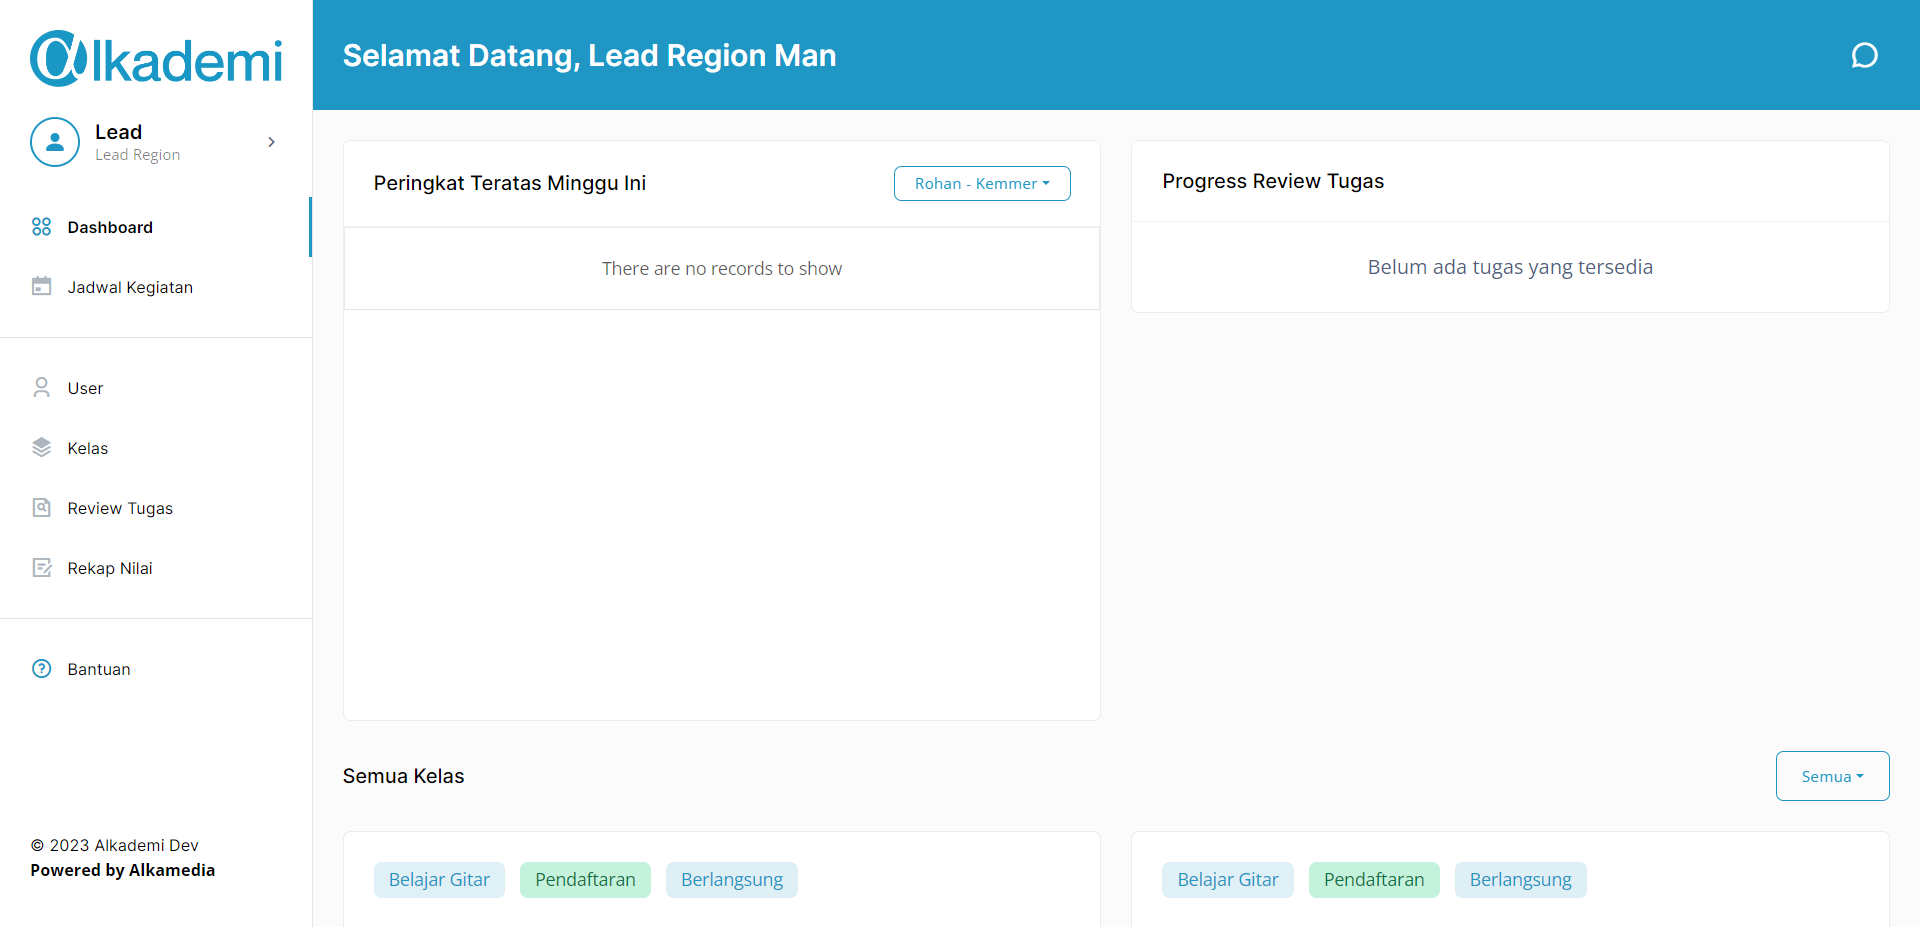 @lkademi
Lead
Lead Region
Dashboard
Jadwal Kegiatan
User
Kelas
Review Tugas
Rekap Nilai
Bantuan
© 2023 Alkademi Dev
Powered by Alkamedia
Selamat Datang, Lead Region Man
Peringkat Teratas Minggu Ini
Rohan - Kemmer
There are no records to show
Progress Review Tugas
Belum ada tugas yang tersedia
Semua Kelas
Semua
Belajar Gitar Pendaftaran Berlangsung
Belajar Gitar Pendaftaran Berlangsung